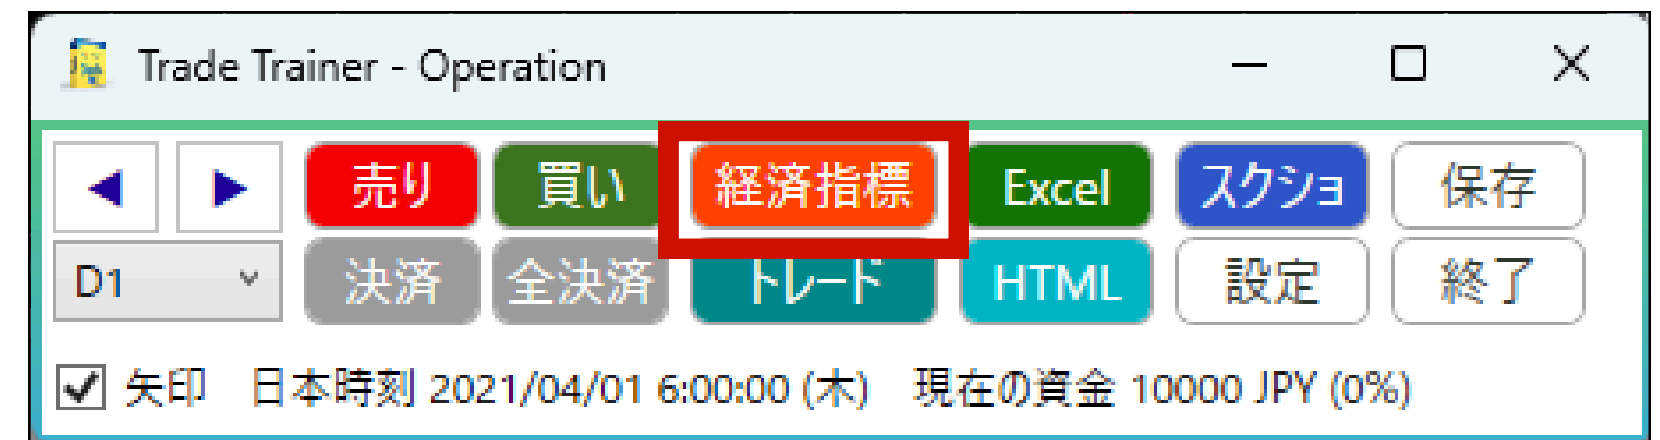 Trade Trainer - Operation
売り 買い 経済指標 Excel スクショ 保存
D1 決済 全決済 トレード HTML 設定 終了
矢印 日本時刻 2021/04/01 6:00:00 (木) 現在の資金 10000 JPY (0%)